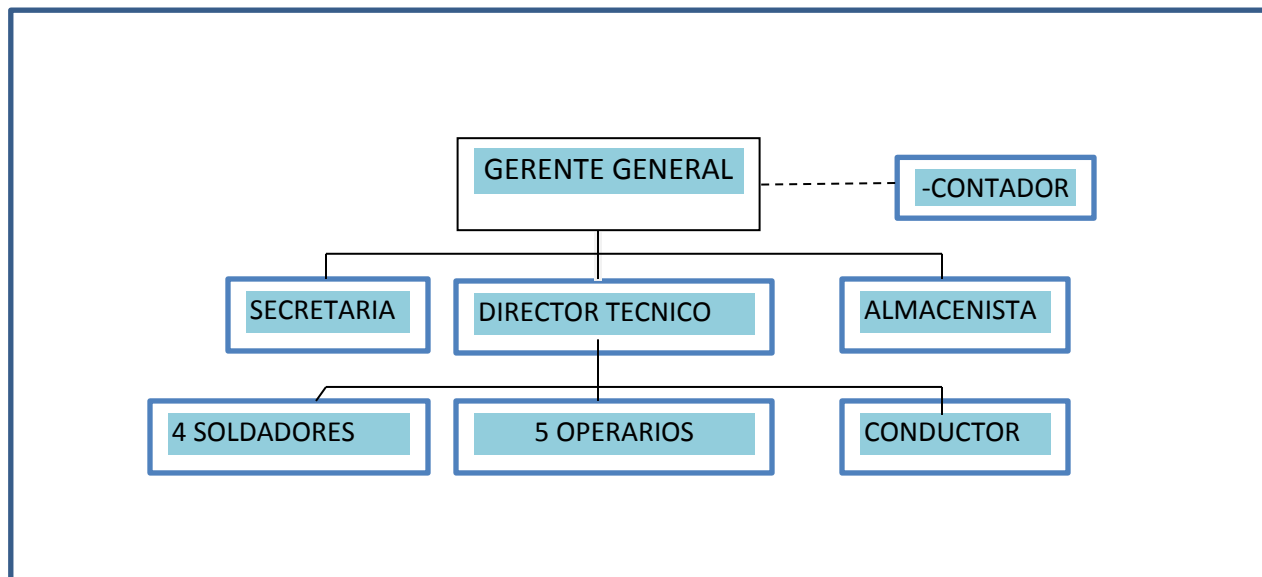 GERENTE GENERAL
-CONTADOR
SECRETARIA
DIRECTOR TECNICO
ALMACENISTA
4 SOLDADORES
5 OPERARIOS
CONDUCTOR